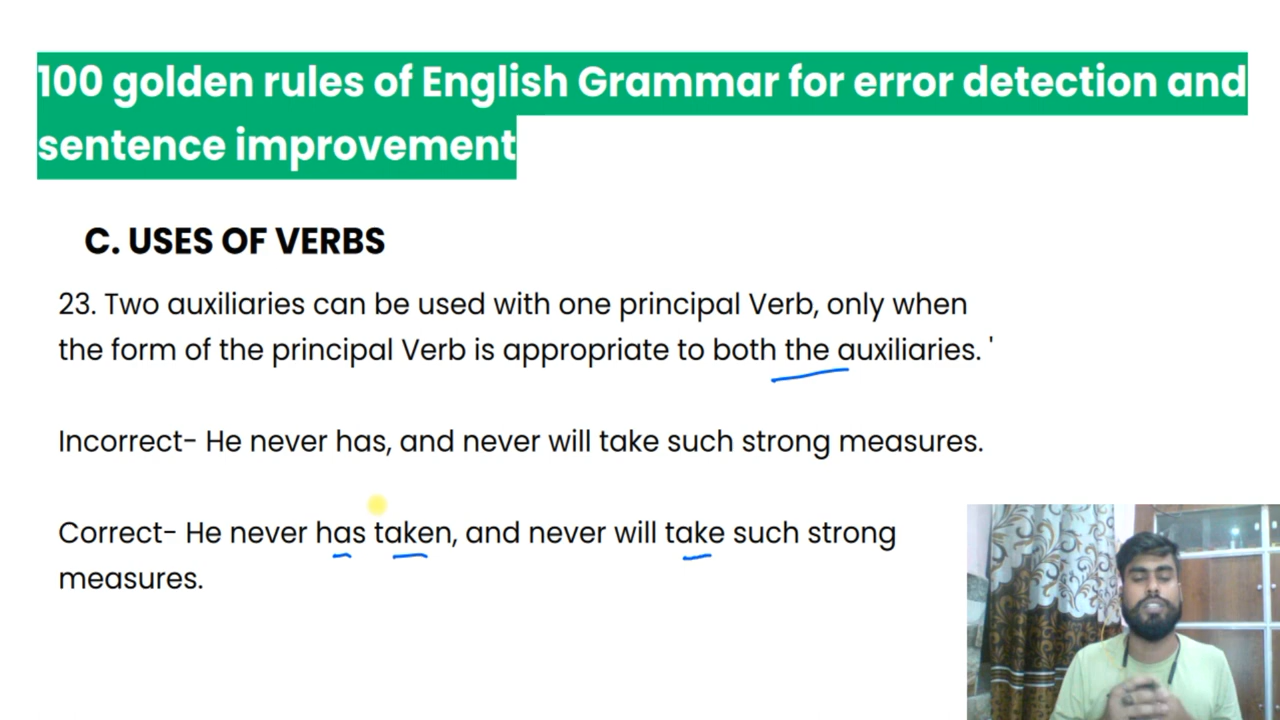 100 golden rules of English Grammar for error detection and
sentence improvement
C. USES OF VERBS
23. Two auxiliaries can be used with one principal Verb, only when
the form of the principal Verb is appropriate to both the auxiliaries. '
Incorrect- He never has, and never will take such strong measures.
Correct- He never has taken, and never will take such strong
measures.